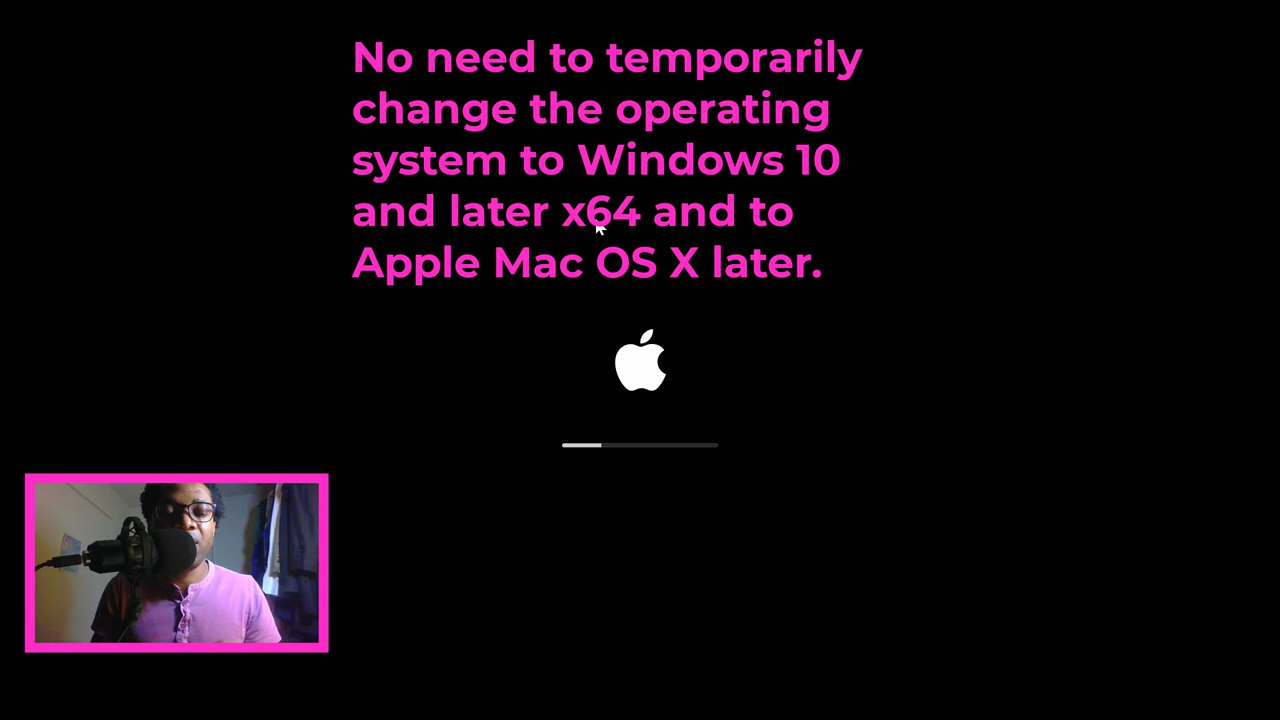 No need to temporarily
change the operating
system to Windows 10
and later x64 and to
Apple Mac OS X later.